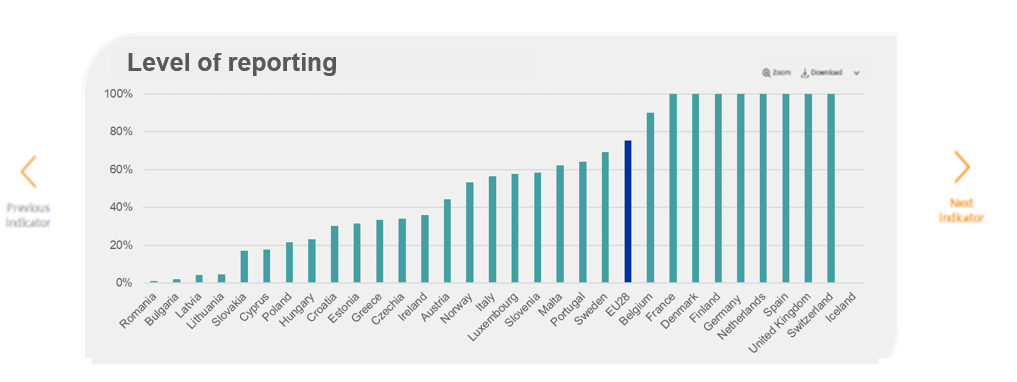 Level of reporting
Zoom
Download
100%
80%
60%
40%
20%
0%
Romania
Bulgaria
Latvia
Lithuania
Slovakia
Cyprus
Poland
Hungary
Croatia
Estonia
Greece
Czechia
Ireland
Austria
Norway
Italy
Luxembourg
Slovenia
Malta
Portugal
Sweden
EU28
Belgium
France
Denmark
Finland
Germany
Netherlands
Spain
United Kingdom
Switzerland
Iceland
Previous
Indicator
Next
Indicator